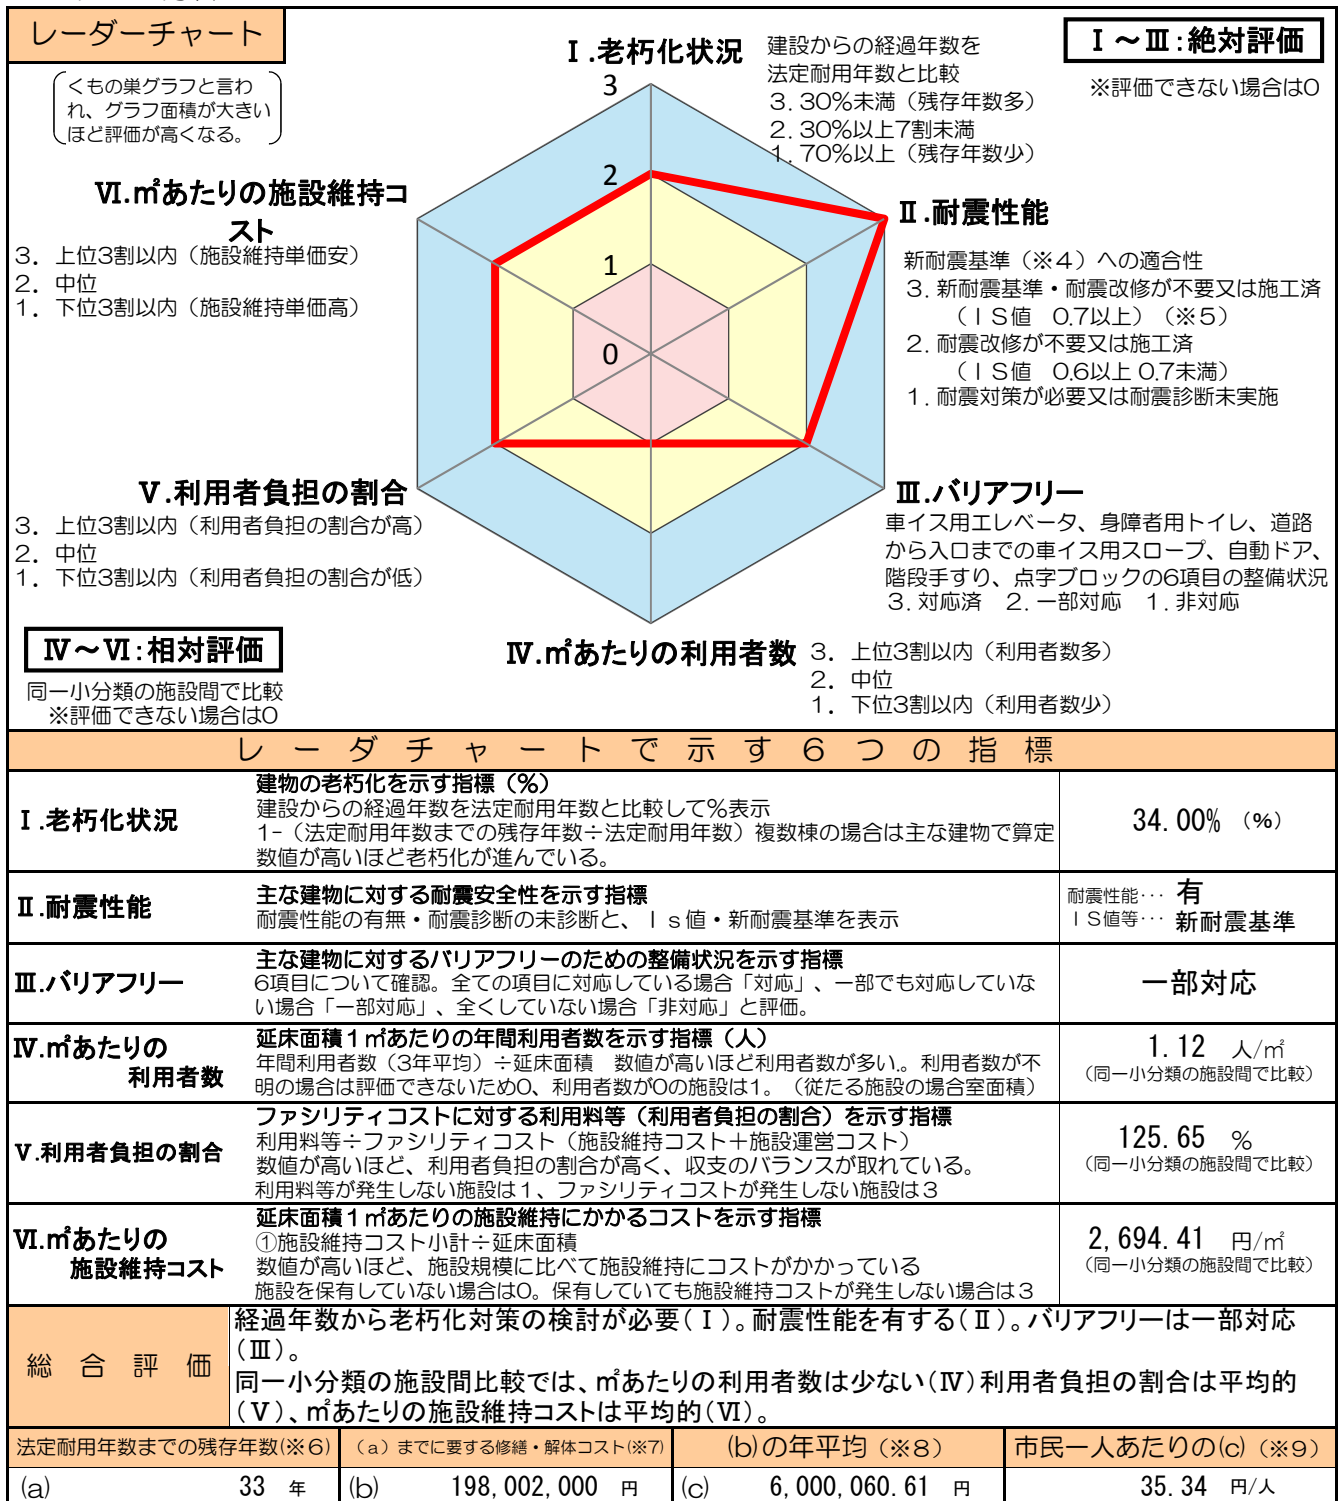 レーダーチャート
くもの巣グラフと言わ
れ、グラフ面積が大きい
ほど評価が高くなる。
Ⅰ.老朽化状況
建設からの経過年数を
法定耐用年数と比較
3. 30%未満（残存年数多）
2. 30%以上7割未満
1. 70%以上（残存年数少）
Ⅰ～Ⅲ:絶対評価
※評価できない場合は0
3
2
1
0
Ⅱ.耐震性能
新耐震基準（※4）への適合性
3. 新耐震基準・耐震改修が不要又は施工済
（ＩＳ値 0.7以上）（※5）
2. 耐震改修が不要又は施工済
（ＩＳ値 0.6以上 0.7未満）
1. 耐震対策が必要又は耐震診断未実施
Ⅵ.㎡あたりの施設維持コ
スト
3. 上位3割以内（施設維持単価安）
2. 中位
1. 下位3割以内（施設維持単価高）
Ⅴ.利用者負担の割合
3. 上位3割以内（利用者負担の割合が高）
2. 中位
1. 下位3割以内（利用者負担の割合が低）
Ⅲ.バリアフリー
車イス用エレベータ、身障者用トイレ、道路
から入口までの車イス用スロープ、自動ドア、
階段手すり、点字ブロックの6項目の整備状況
3. 対応済 2. 一部対応 1. 非対応
Ⅳ～Ⅵ:相対評価
同一小分類の施設間で比較
※評価できない場合は0
Ⅳ.㎡あたりの利用者数
3. 上位3割以内（利用者数多）
2. 中位
1. 下位3割以内（利用者数少）
レーダチャートで示す６つの指標
Ⅰ.老朽化状況
建物の老朽化を示す指標（%）
建設からの経過年数を法定耐用年数と比較して%表示
1-（法定耐用年数までの残存年数÷法定耐用年数）複数棟の場合は主な建物で算定
数値が高いほど老朽化が進んでいる。
34.00% （%）
Ⅱ.耐震性能
主な建物に対する耐震安全性を示す指標
耐震性能の有無・耐震診断の未診断と、Ｉｓ値・新耐震基準を表示
耐震性能… 有
ＩＳ値等… 新耐震基準
Ⅲ.バリアフリー
主な建物に対するバリアフリーのための整備状況を示す指標
6項目について確認。全ての項目に対応している場合「対応」、一部でも対応していな
い場合「一部対応」、全くしていない場合「非対応」と評価。
一部対応
Ⅳ.㎡あたりの
利用者数
延床面積１㎡あたりの年間利用者数を示す指標（人）
年間利用者数（3年平均）÷延床面積 数値が高いほど利用者数が多い。利用者数が不
明の場合は評価できないため0、利用者数が0の施設は1。（従たる施設の場合室面積）
1.12 人/㎡
（同一小分類の施設間で比較）
Ⅴ.利用者負担の割合
ファシリティコストに対する利用料等（利用者負担の割合）を示す指標
利用料等÷ファシリティコスト（施設維持コスト＋施設運営コスト）
数値が高いほど、利用者負担の割合が高く、収支のバランスが取れている。
利用料等が発生しない施設は１、ファシリティコストが発生しない施設は３
125.65 %
（同一小分類の施設間で比較）
Ⅵ.㎡あたりの
施設維持コスト
延床面積１㎡あたりの施設維持にかかるコストを示す指標
①施設維持コスト小計÷延床面積
数値が高いほど、施設規模に比べて施設維持にコストがかかっている
施設を保有していない場合は0。保有していても施設維持コストが発生しない場合は３
2,694.41 円/㎡
（同一小分類の施設間で比較）
総合評価
経過年数から老朽化対策の検討が必要(Ⅰ)。耐震性能を有する(Ⅱ)。バリアフリーは一部対応
(Ⅲ)。
同一小分類の施設間比較では、㎡あたりの利用者数は少ない(Ⅳ)利用者負担の割合は平均的
(Ⅴ)、㎡あたりの施設維持コストは平均的(Ⅵ)。
法定耐用年数までの残存年数(※6)
（a）までに要する修繕・解体コスト(※7)
(b)の年平均（※8）
市民一人あたりの(c)（※9）
(a) 33 年
(b) 198,002,000 円
(c) 6,000,060.61 円
35.34 円/人